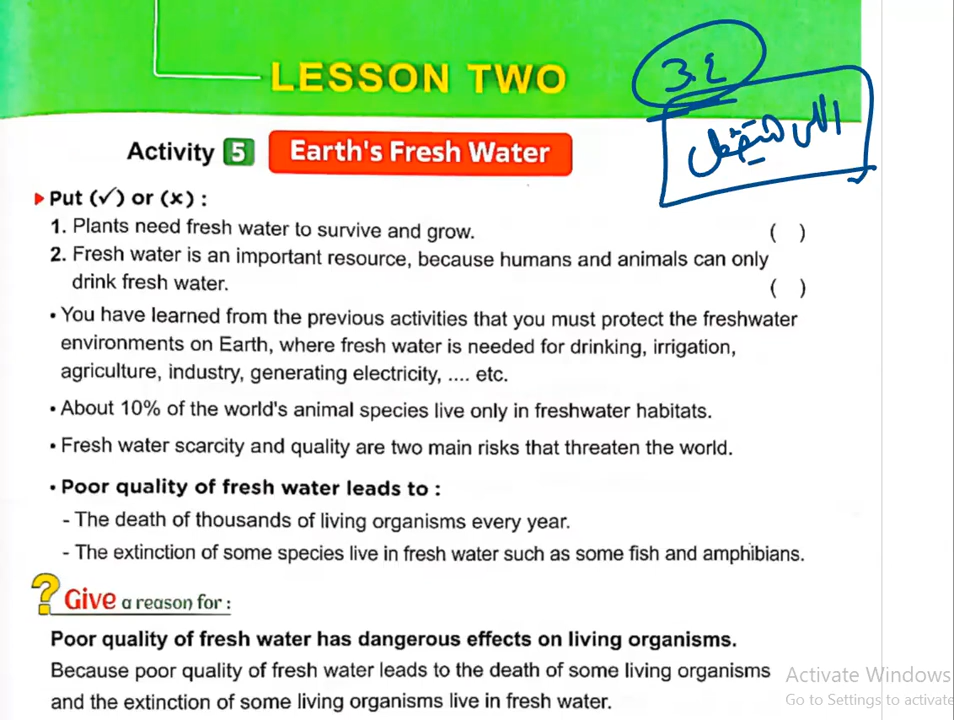 LESSON TWO
3.4
Activity 5 Earth's Fresh Water
Put (✓) or (x) :
1. Plants need fresh water to survive and grow. ( )
2. Fresh water is an important resource, because humans and animals can only
drink fresh water. ( )
• You have learned from the previous activities that you must protect the freshwater
environments on Earth, where fresh water is needed for drinking, irrigation,
agriculture, industry, generating electricity, .... etc.
• About 10% of the world's animal species live only in freshwater habitats.
• Fresh water scarcity and quality are two main risks that threaten the world.
• Poor quality of fresh water leads to :
- The death of thousands of living organisms every year.
- The extinction of some species live in fresh water such as some fish and amphibians.
? Give a reason for :
Poor quality of fresh water has dangerous effects on living organisms.
Because poor quality of fresh water leads to the death of some living organisms
and the extinction of some living organisms live in fresh water.
Activate Windows
Go to Settings to activate